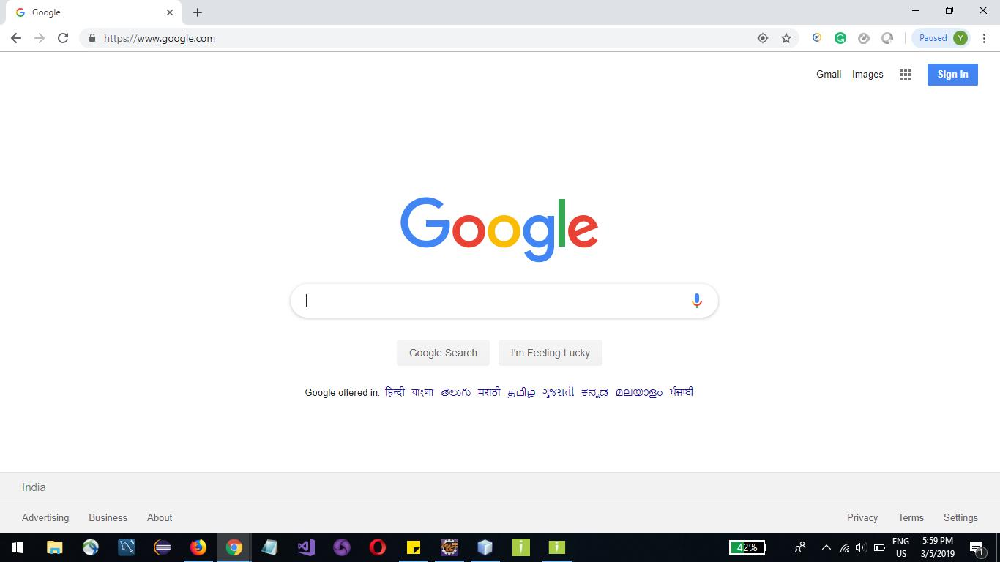 Google
https://www.google.com
Paused
Y
Gmail Images
Sign in
Google
Google Search I'm Feeling Lucky
Google offered in: हिन्दी বাংলা తెలుగు मराठी தமிழ் ગુજરાતી ಕನ್ನಡ മലയാളം ਪੰਜਾਬੀ
India
Advertising Business About
Privacy Terms Settings
42%
ENG
US
5:59 PM
3/5/2019
1